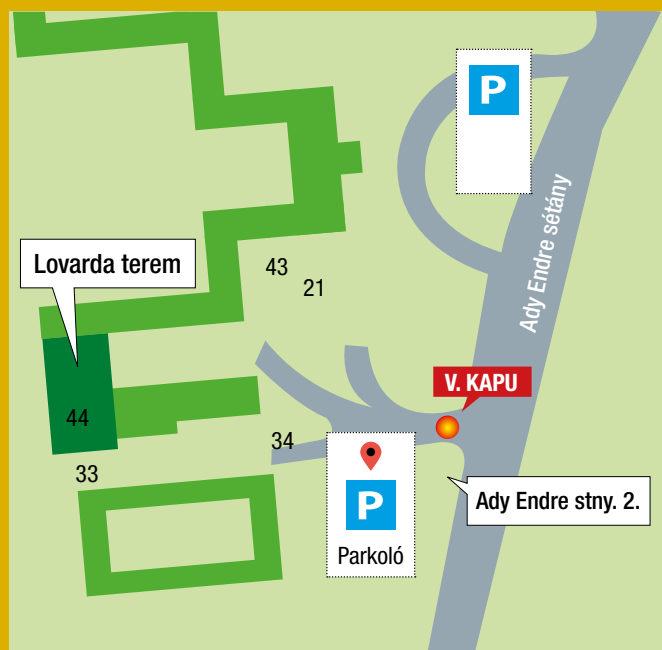 P
Ady Endre sétány
Lovarda terem
43
21
V. KAPU
44
34
33
P
Parkoló
Ady Endre stny. 2.